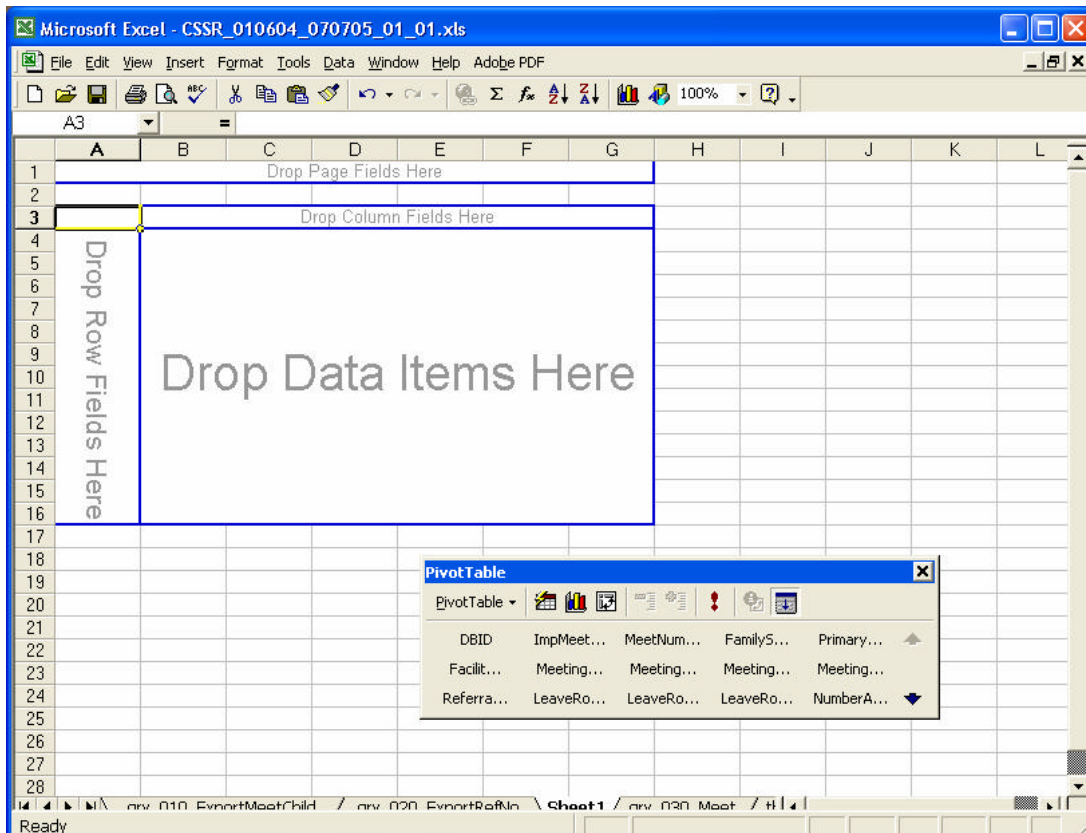 Microsoft Excel - CSSR_010604_070705_01_01.xls
File Edit View Insert Format Tools Data Window Help Adobe PDF
100%
A3 =
A B C D E F G H I J K L
1 Drop Page Fields Here
2
3 Drop Column Fields Here
4
5
6
7
8
9
10
11
12
13
14
15
16
Drop Row Fields Here
Drop Data Items Here
17
18
19
20
21
22
23
24
25
26
27
28
PivotTable
PivotTable
DBID ImpMeet... MeetNum... FamilyS... Primary...
Facilit... Meeting... Meeting... Meeting... Meeting...
Referra... LeaveRo... LeaveRo... LeaveRo... NumberA...
qry_010_ExportMeetChild qry_020_ExportRefNo Sheet1 qry_030_Meet
Ready